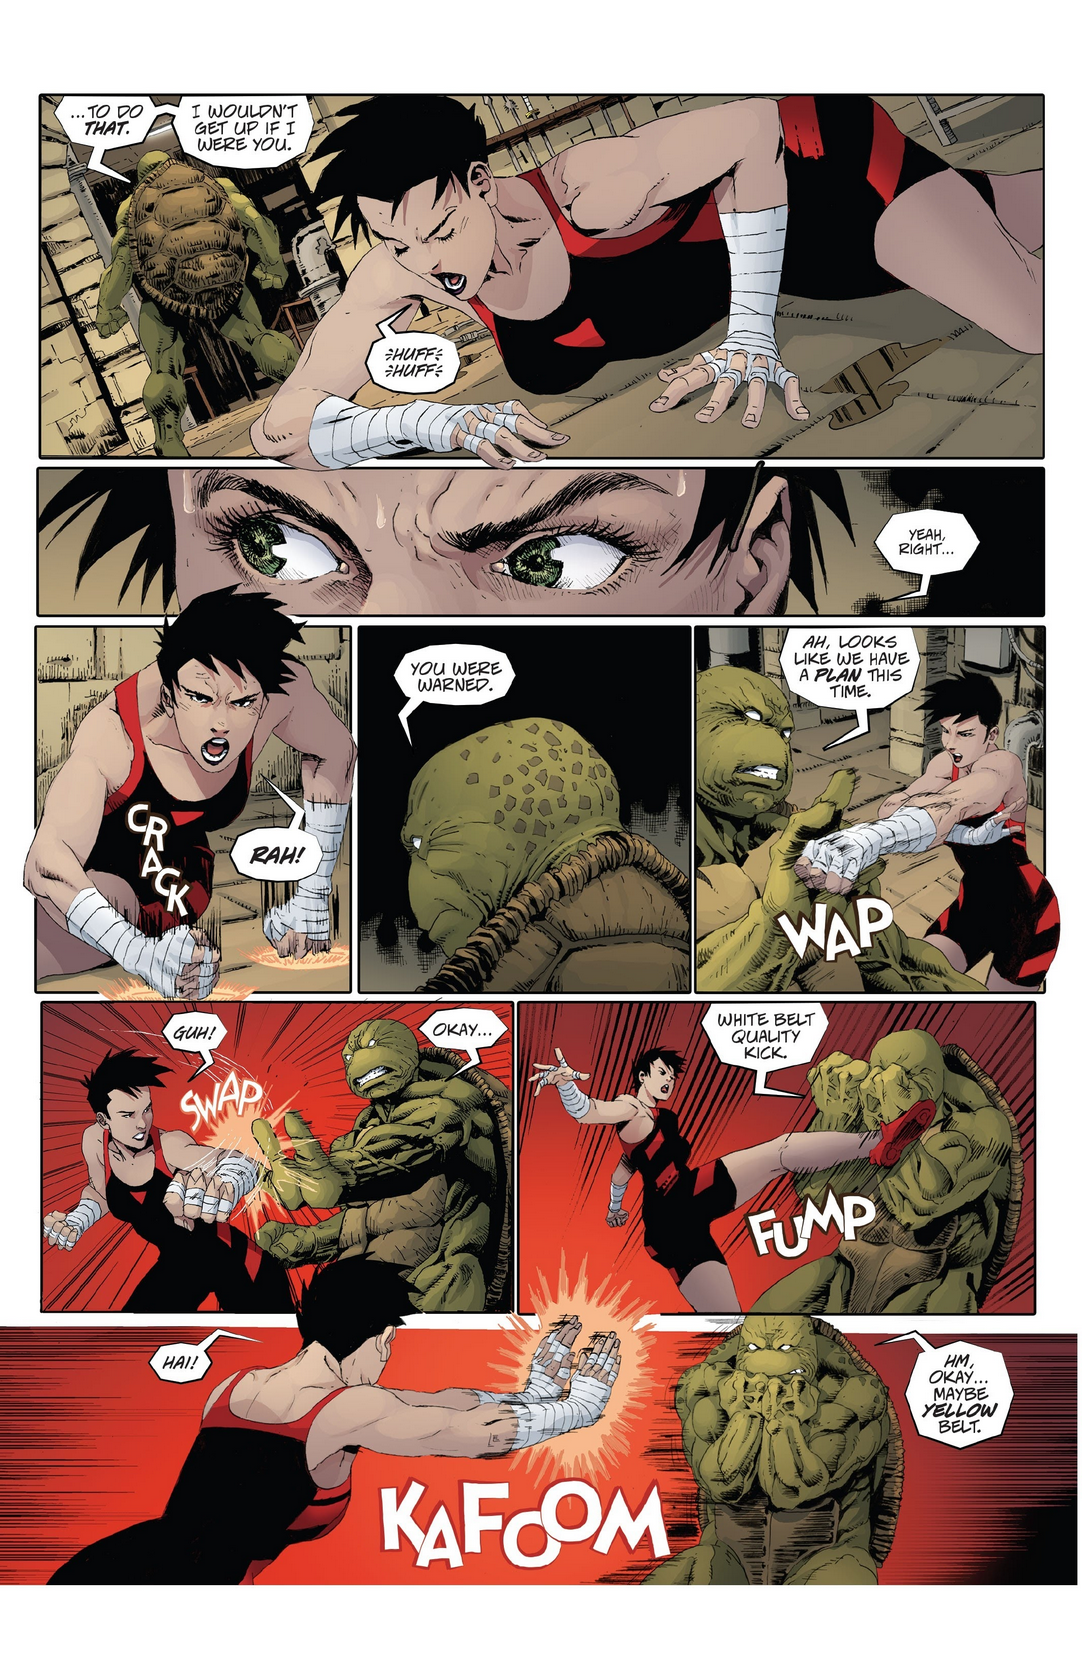 ...TO DO
THAT.
I WOULDN'T
GET UP IF I
WERE YOU.
HUFF
HUFF
YEAH,
RIGHT...
CRACK
RAH!
YOU WERE
WARNED.
AH, LOOKS
LIKE WE HAVE
A PLAN THIS
TIME.
WAP
GUH!
SWAP
OKAY...
WHITE BELT
QUALITY
KICK.
FUMP
HAI!
KAFOOM
HM,
OKAY...
MAYBE
YELLOW
BELT.